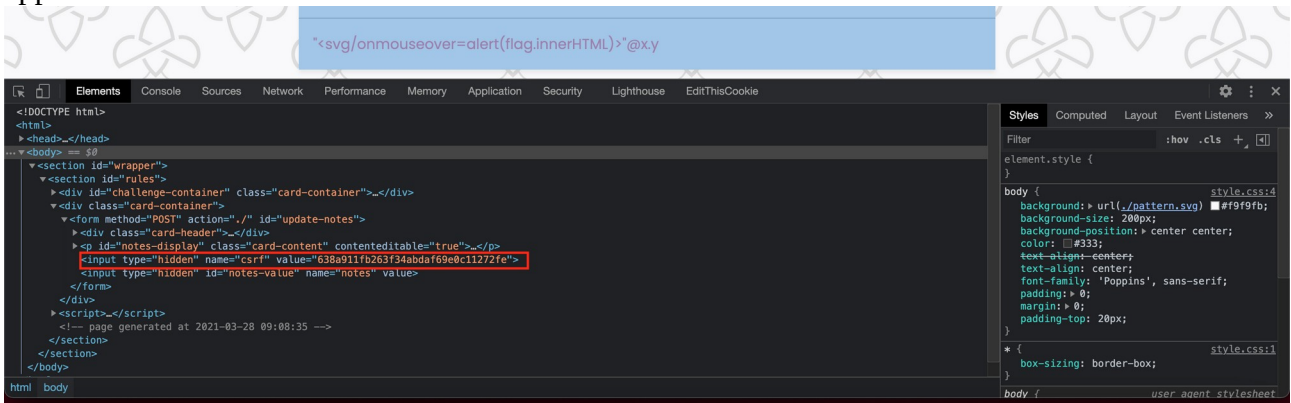 "<svg/onmouseover=alert(flag.innerHTML)>"@x.y
Elements Console Sources Network Performance Memory Application Security Lighthouse EditThisCookie
<!DOCTYPE html>
<html>
▶<head>…</head>
…▼<body> == $0
▼<section id="wrapper">
▼<section id="rules">
▶<div id="challenge-container" class="card-container">…</div>
▼<div class="card-container">
▼<form method="POST" action="./" id="update-notes">
▶<div class="card-header">…</div>
▶<p id="notes-display" class="card-content" contenteditable="true">…</p>
<input type="hidden" name="csrf" value="638a911fb263f34abdaf69e0c11272fe">
<input type="hidden" id="notes-value" name="notes" value>
</form>
</div>
▶<script>…</script>
<!-- page generated at 2021-03-28 09:08:35 -->
</section>
</section>
</body>
html body
Styles Computed Layout Event Listeners »
Filter :hov .cls +
element.style {
}
body { style.css:4
background: ▶ url(./pattern.svg) #f9f9fb;
background-size: 200px;
background-position: ▶ center center;
color: #333;
text-align: center;
text-align: center;
font-family: 'Poppins', sans-serif;
padding: ▶ 0;
margin: ▶ 0;
padding-top: 20px;
}
* { style.css:1
box-sizing: border-box;
}
body { user agent stylesheet